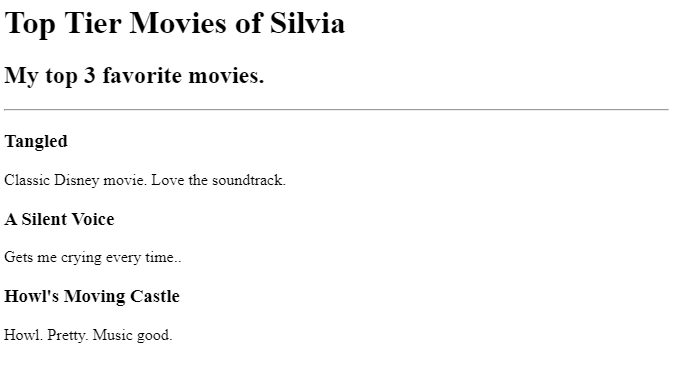 Top Tier Movies of Silvia
My top 3 favorite movies.
Tangled
Classic Disney movie. Love the soundtrack.
A Silent Voice
Gets me crying every time..
Howl's Moving Castle
Howl. Pretty. Music good.